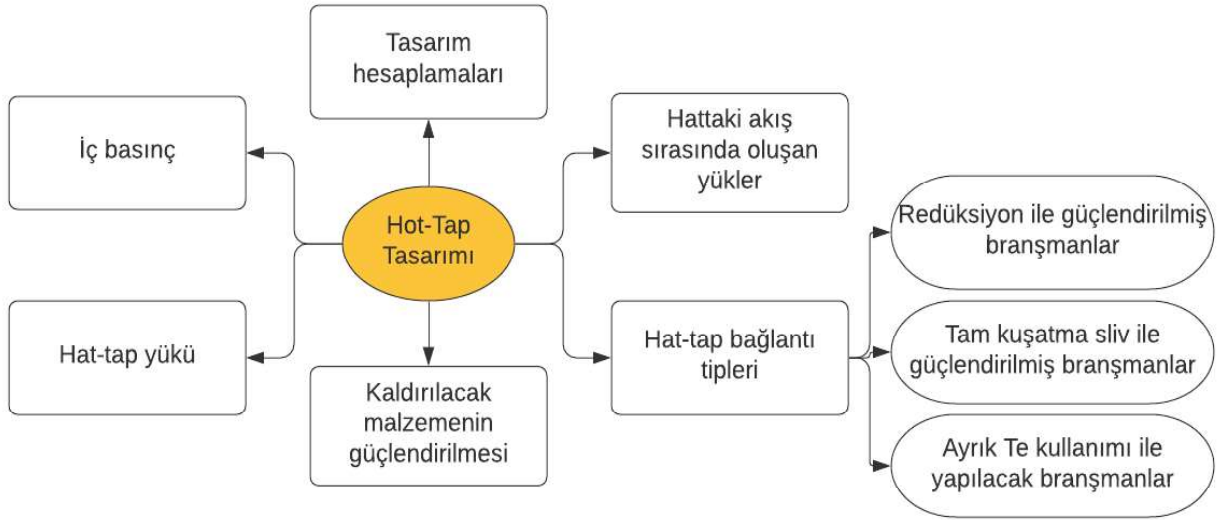 Tasarım
hesaplamaları
İç basınç
Hattaki akış
sırasında oluşan
yükler
Hot-Tap
Tasarımı
Redüksiyon ile güçlendirilmiş
branşmanlar
Hat-tap yükü
Hat-tap bağlantı
tipleri
Tam kuşatma sliv ile
güçlendirilmiş branşmanlar
Kaldırılacak
malzemenin
güçlendirilmesi
Ayrık Te kullanımı ile
yapılacak branşmanlar